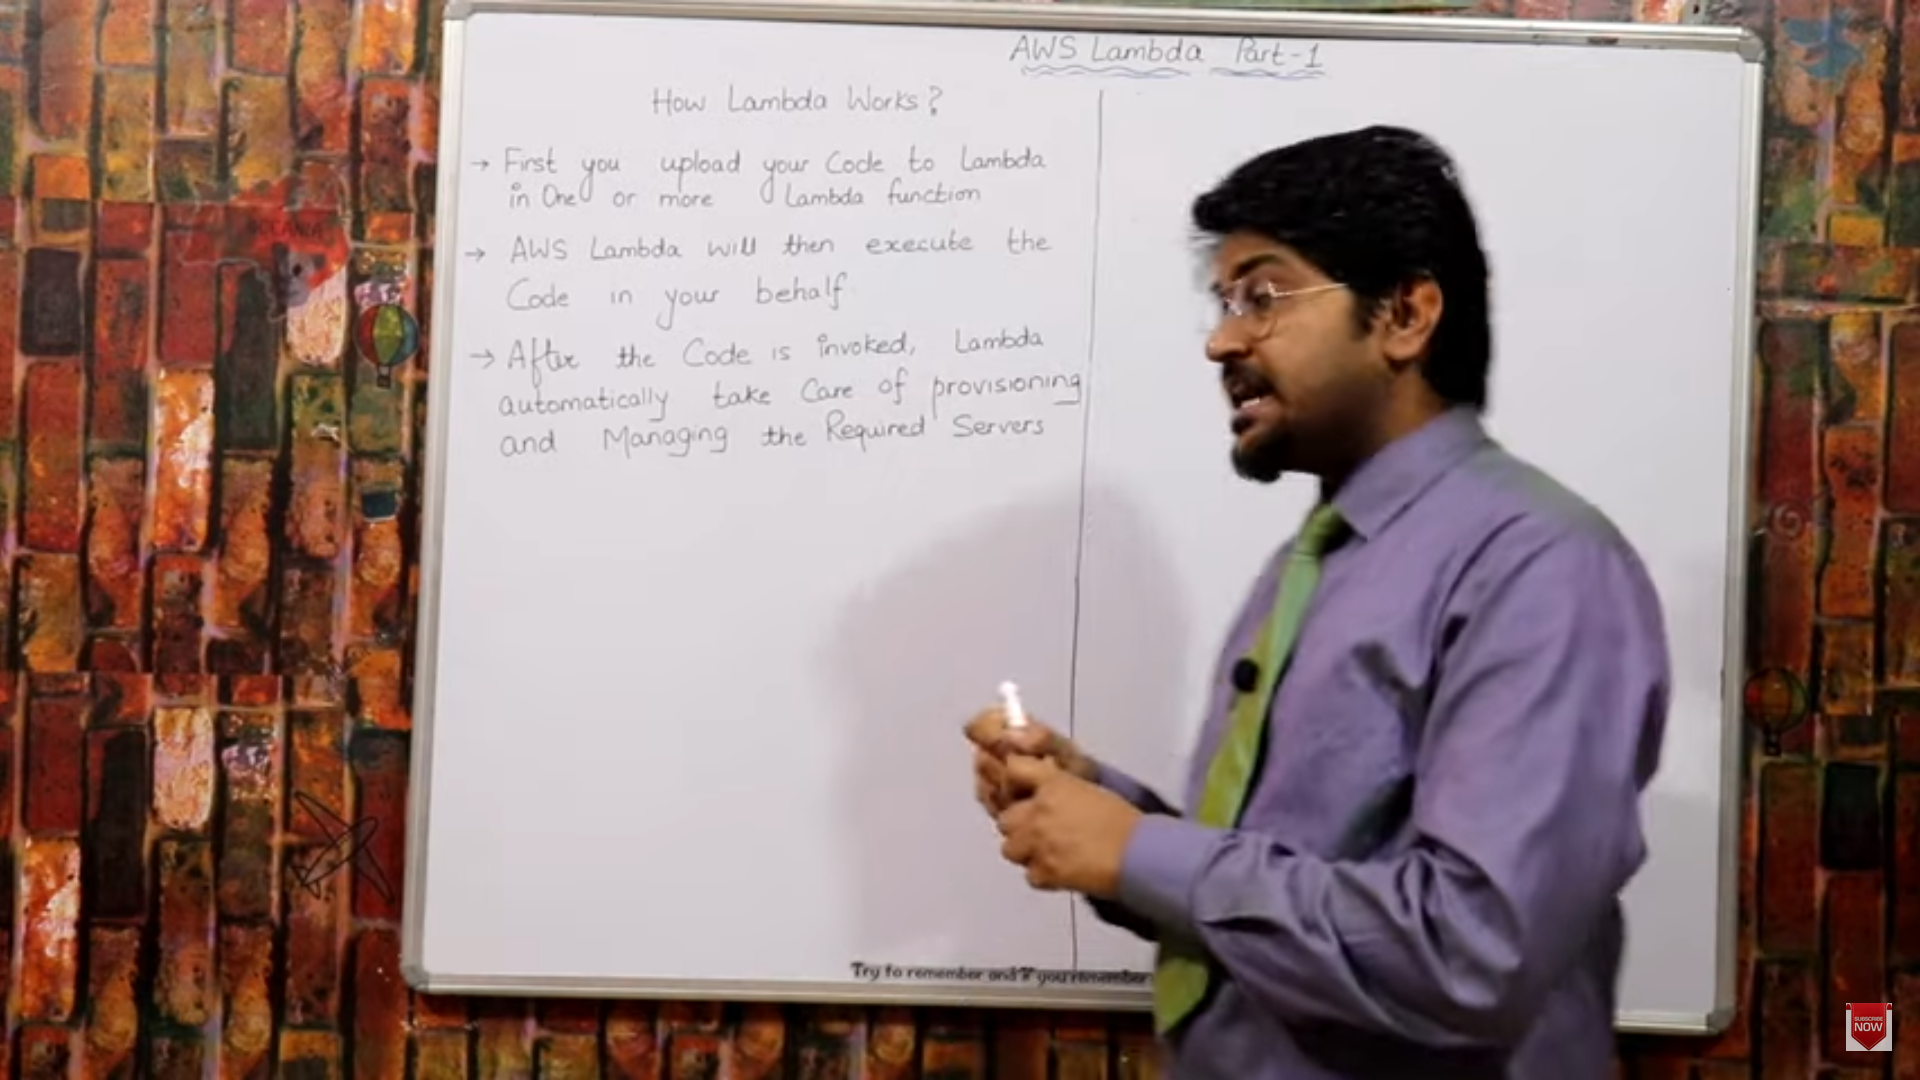 AWS Lambda Part-1
How Lambda Works?
→ First you upload your Code to Lambda
in One or more Lambda function
→ AWS Lambda will then execute the
Code in your behalf
→ After the Code is invoked, Lambda
automatically take Care of provisioning
and Managing the Required Servers
Try to remember and if you remember
OCEANIA
SUBSCRIBE
NOW